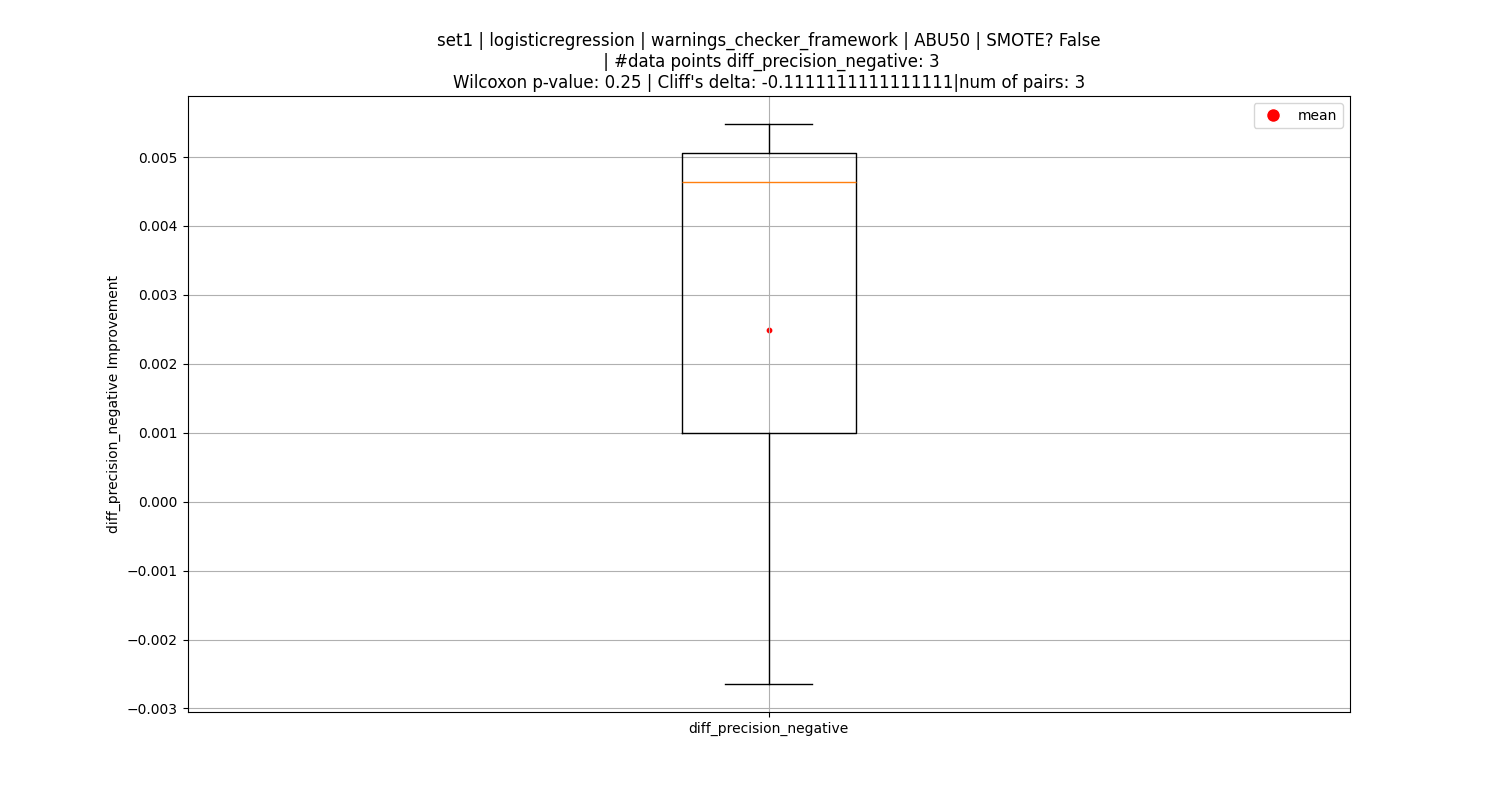 set1 | logisticregression | warnings_checker_framework | ABU50 | SMOTE? False
| #data points diff_precision_negative: 3
Wilcoxon p-value: 0.25 | Cliff's delta: -0.1111111111111111|num of pairs: 3
mean
0.005
0.004
0.003
0.002
0.001
0.000
−0.001
−0.002
−0.003
diff_precision_negative Improvement
diff_precision_negative